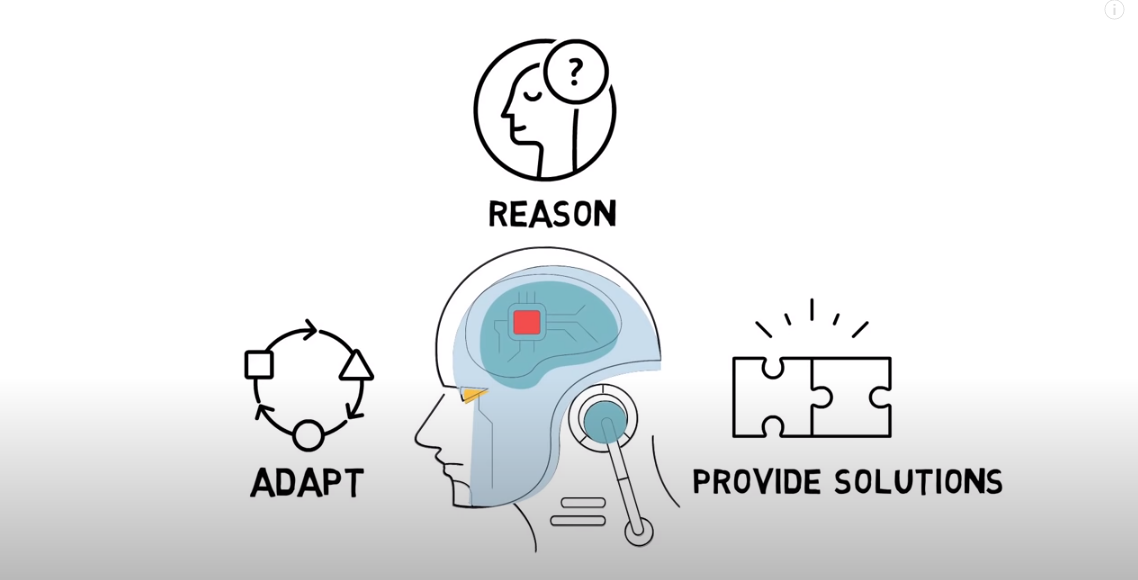 ?
REASON
ADAPT
PROVIDE SOLUTIONS